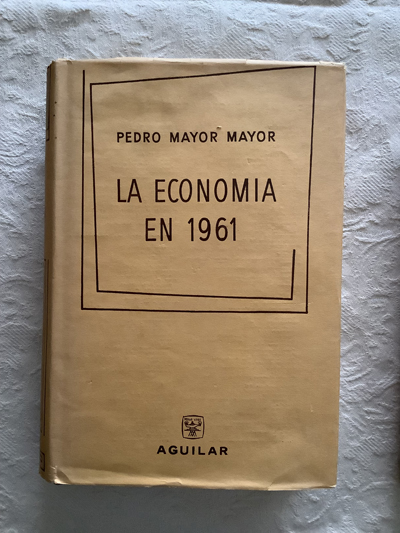 PEDRO MAYOR MAYOR
LA ECONOMIA
EN 1961
AGUILAR